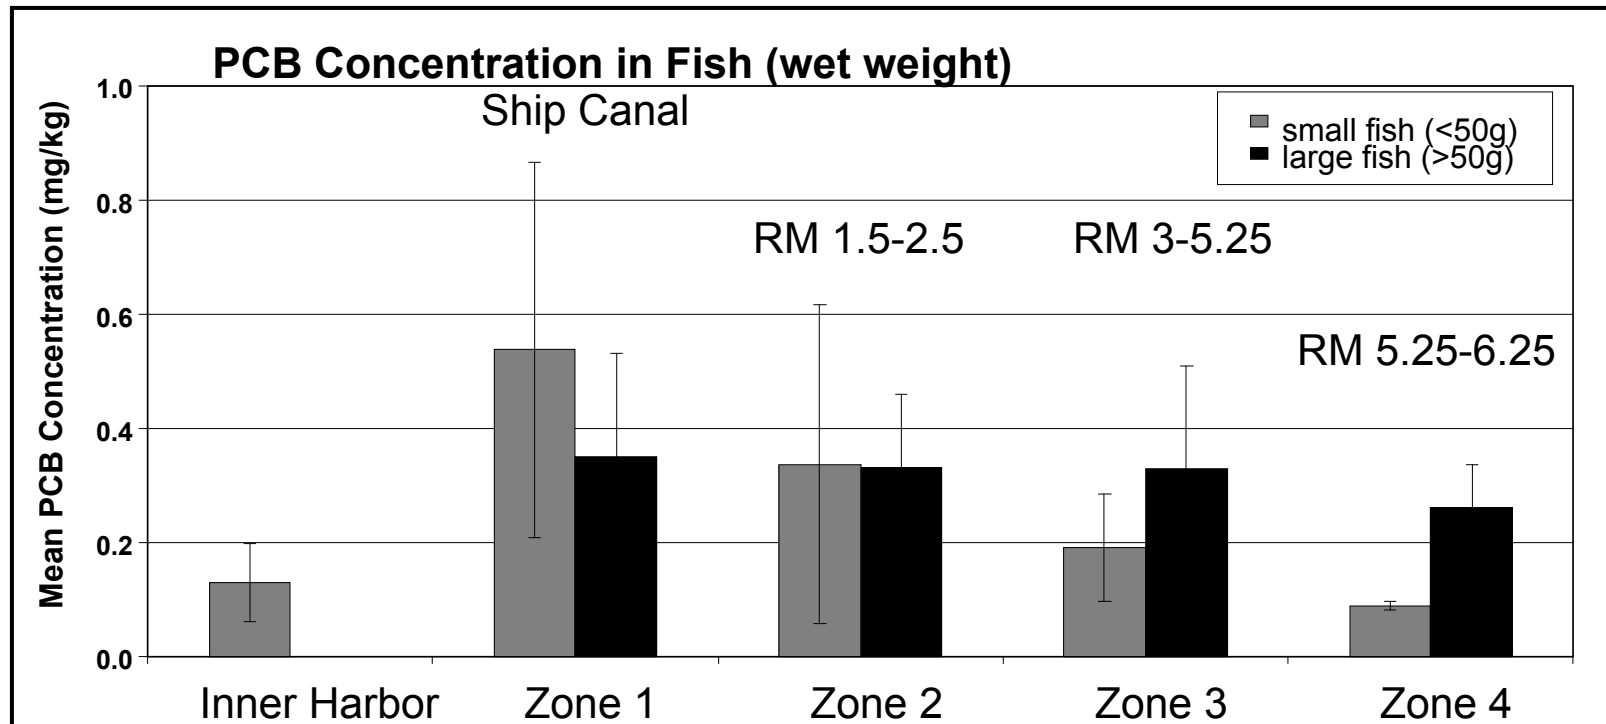 PCB Concentration in Fish (wet weight)
Mean PCB Concentration (mg/kg)
1.0
0.8
0.6
0.4
0.2
0.0
Ship Canal
small fish (<50g)
large fish (>50g)
RM 1.5-2.5
RM 3-5.25
RM 5.25-6.25
Inner Harbor
Zone 1
Zone 2
Zone 3
Zone 4